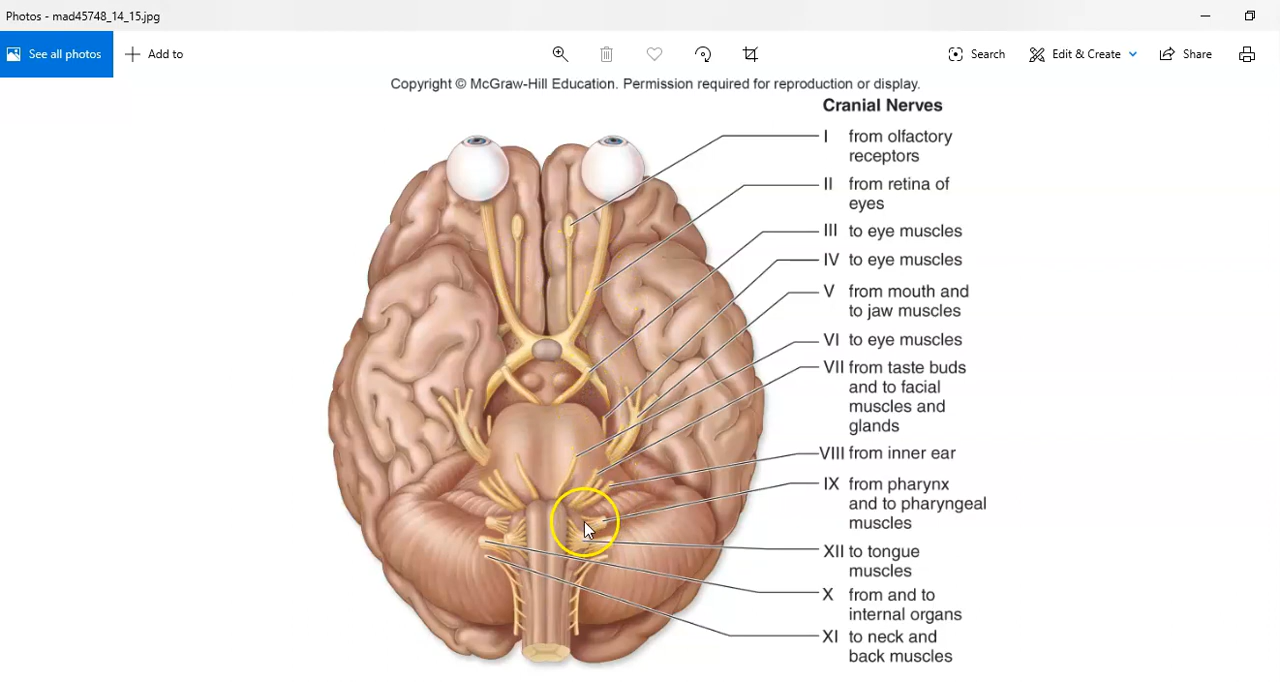 Photos - mad45748_14_15.jpg
See all photos
Add to
Search
Edit & Create
Share
Copyright © McGraw-Hill Education. Permission required for reproduction or display.
Cranial Nerves
I from olfactory
receptors
II from retina of
eyes
III to eye muscles
IV to eye muscles
V from mouth and
to jaw muscles
VI to eye muscles
VII from taste buds
and to facial
muscles and
glands
VIII from inner ear
IX from pharynx
and to pharyngeal
muscles
XII to tongue
muscles
X from and to
internal organs
XI to neck and
back muscles